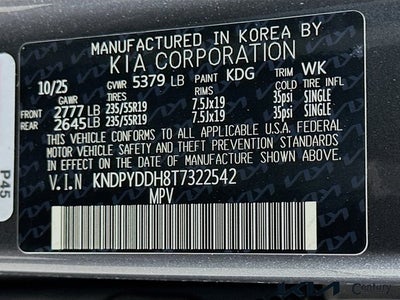 MANUFACTURED IN KOREA BY
KIA CORPORATION
10/25 GVWR 5379 LB PAINT KDG TRIM WK
GAWR TIRES RIMS COLD TIRE INFL
FRONT 2777 LB 235/55R19 7.5Jx19 35psi SINGLE
REAR 2645 LB 235/55R19 7.5Jx19 35psi SINGLE
THIS VEHICLE CONFORMS TO ALL APPLICABLE U.S.A. FEDERAL
MOTOR VEHICLE SAFETY AND THEFT PREVENTION STANDARDS
IN EFFECT ON THE DATE OF MANUFACTURE SHOWN ABOVE.
V.I.N KNDPYDDH8T7322542
MPV
P45
KIA Century